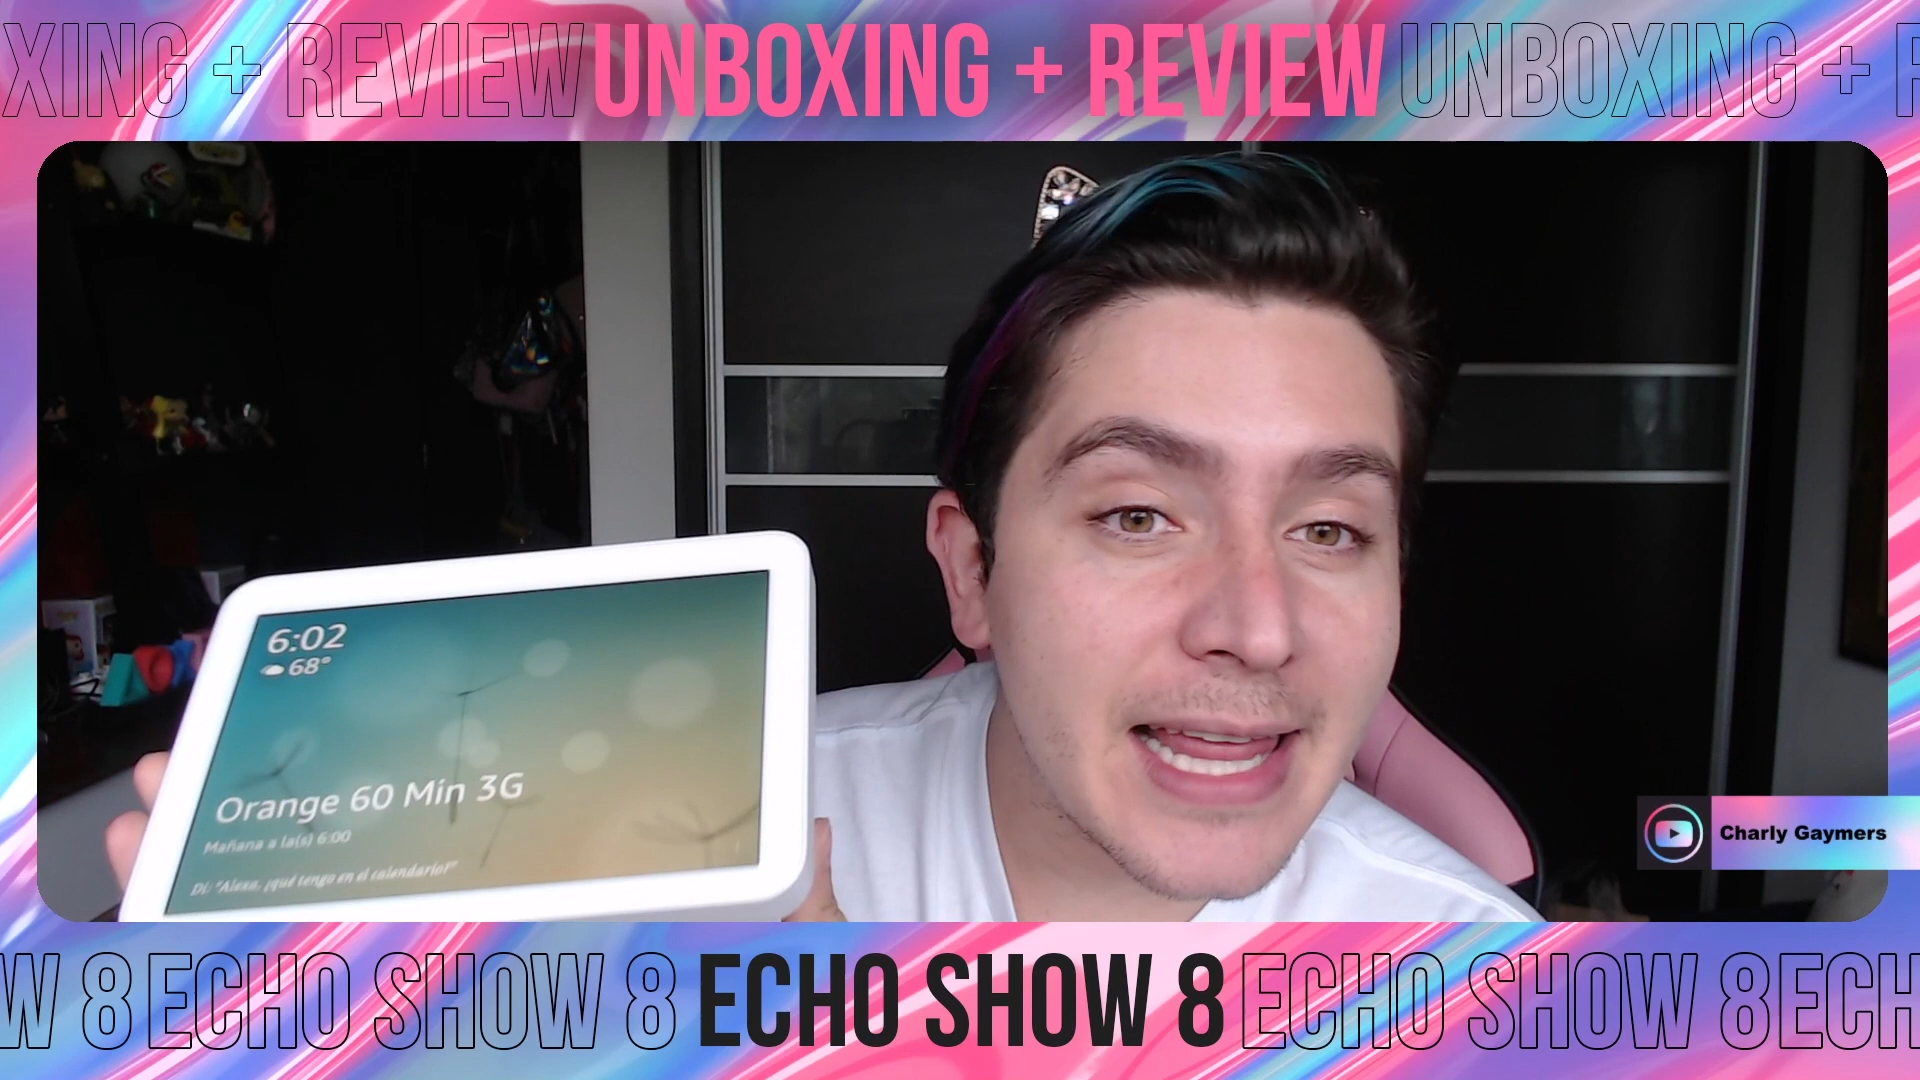 XING + REVIEW UNBOXING + REVIEW UNBOXING + R
6:02
68°
Orange 60 Min 3G
Mañana a la(s) 6:00
Di: "Alexa, ¿qué tengo en el calendario?"
Charly Gaymers
W 8 ECHO SHOW 8 ECHO SHOW 8 ECHO SHOW 8 ECH